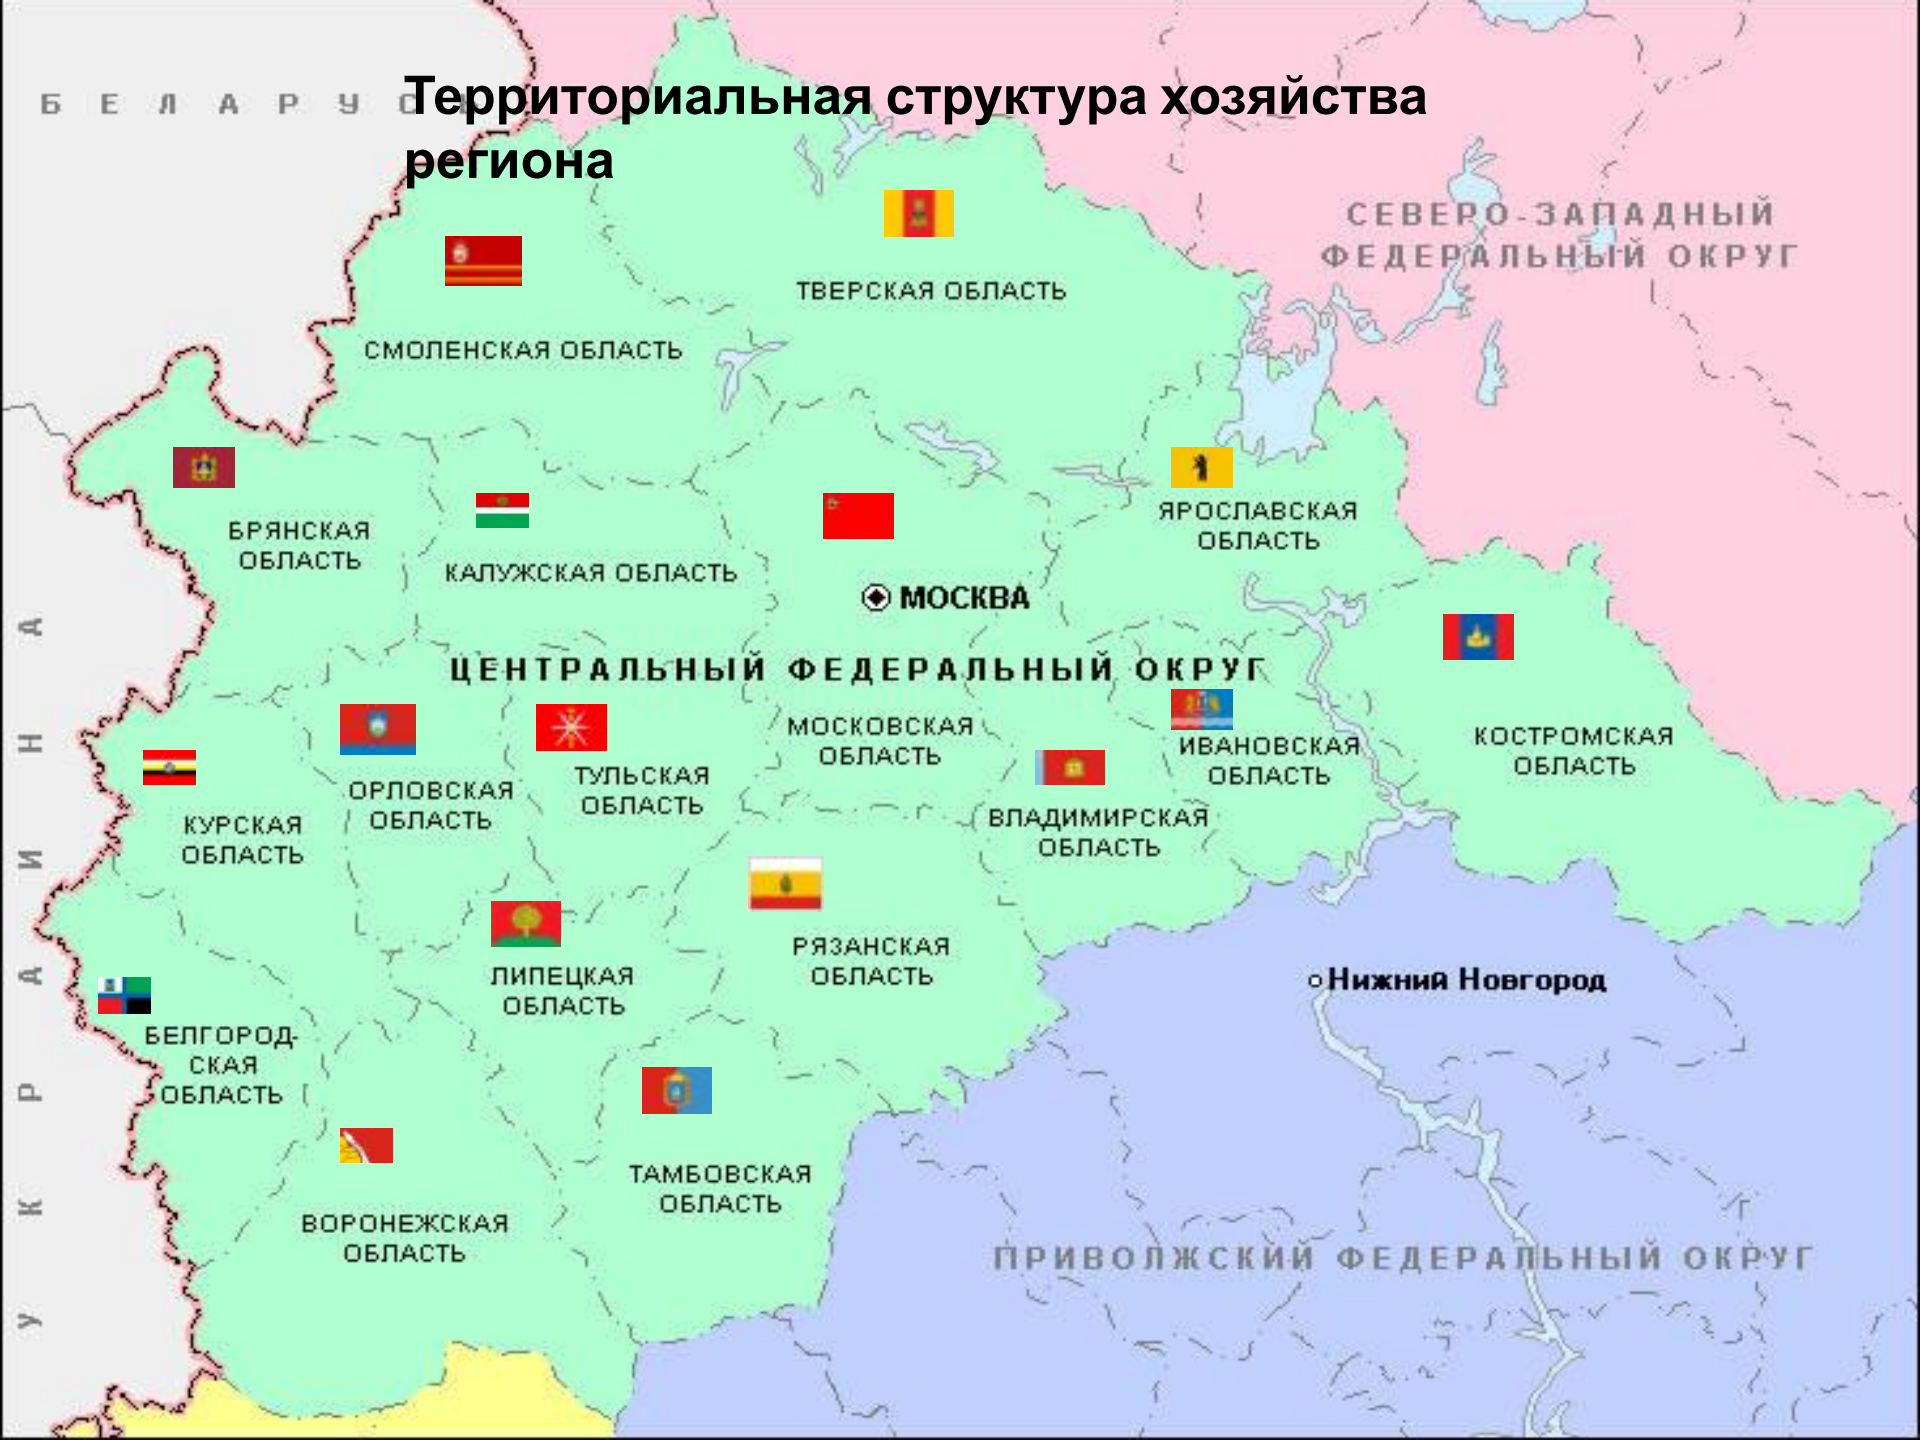 Территориальная структура хозяйства
региона
БЕЛАРУСЬ
СЕВЕРО-ЗАПАДНЫЙ
ФЕДЕРАЛЬНЫЙ ОКРУГ
ТВЕРСКАЯ ОБЛАСТЬ
СМОЛЕНСКАЯ ОБЛАСТЬ
ЯРОСЛАВСКАЯ
ОБЛАСТЬ
БРЯНСКАЯ
ОБЛАСТЬ
КАЛУЖСКАЯ ОБЛАСТЬ
МОСКВА
ЦЕНТРАЛЬНЫЙ ФЕДЕРАЛЬНЫЙ ОКРУГ
МОСКОВСКАЯ
ОБЛАСТЬ
ИВАНОВСКАЯ
ОБЛАСТЬ
КОСТРОМСКАЯ
ОБЛАСТЬ
ТУЛЬСКАЯ
ОБЛАСТЬ
ОРЛОВСКАЯ
ОБЛАСТЬ
КУРСКАЯ
ОБЛАСТЬ
ВЛАДИМИРСКАЯ
ОБЛАСТЬ
РЯЗАНСКАЯ
ОБЛАСТЬ
ЛИПЕЦКАЯ
ОБЛАСТЬ
Нижний Новгород
БЕЛГОРОД-
СКАЯ
ОБЛАСТЬ
ТАМБОВСКАЯ
ОБЛАСТЬ
ВОРОНЕЖСКАЯ
ОБЛАСТЬ
ПРИВОЛЖСКИЙ ФЕДЕРАЛЬНЫЙ ОКРУГ
УКРАИНА